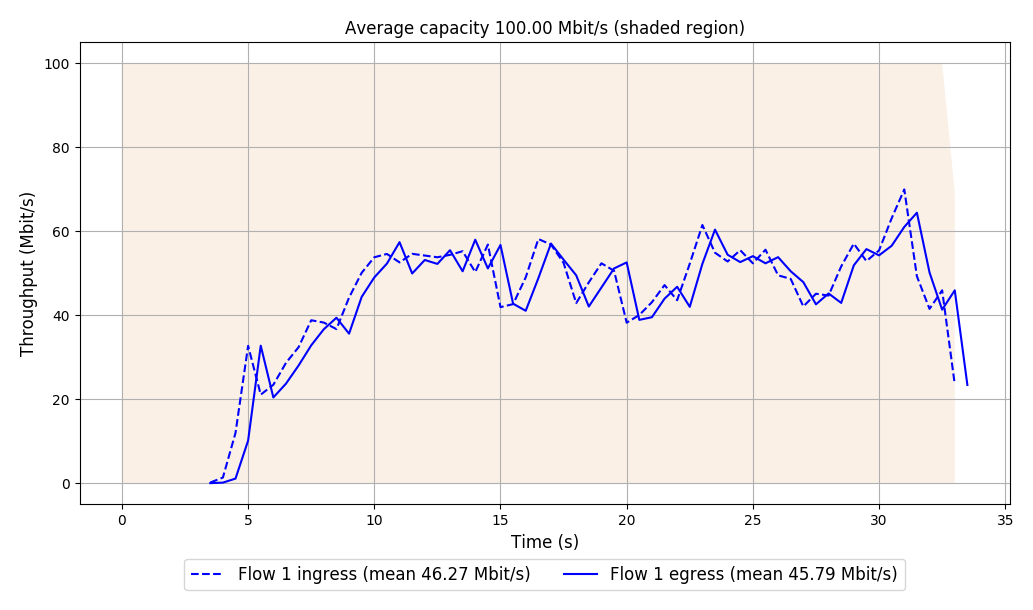 Average capacity 100.00 Mbit/s (shaded region)
Throughput (Mbit/s)
100
80
60
40
20
0
0 5 10 15 20 25 30 35
Time (s)
Flow 1 ingress (mean 46.27 Mbit/s) Flow 1 egress (mean 45.79 Mbit/s)